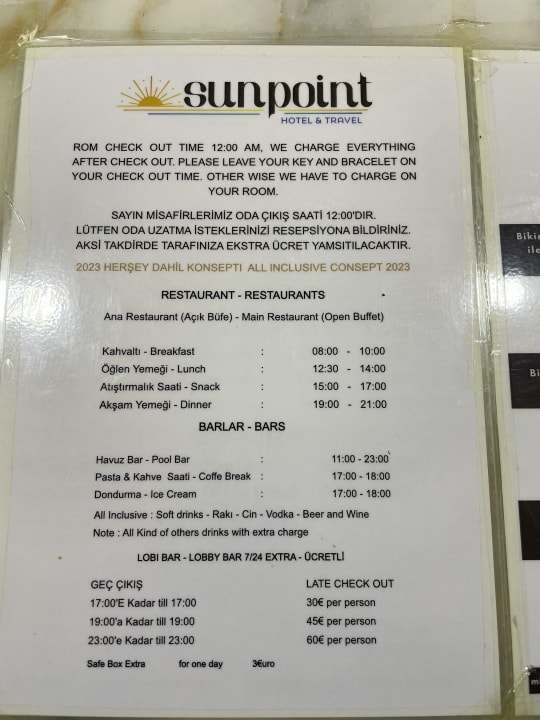 sunpoint
HOTEL & TRAVEL
ROM CHECK OUT TIME 12:00 AM, WE CHARGE EVERYTHING
AFTER CHECK OUT. PLEASE LEAVE YOUR KEY AND BRACELET ON
YOUR CHECK OUT TIME. OTHER WISE WE HAVE TO CHARGE ON
YOUR ROOM.
SAYIN MİSAFİRLERİMİZ ODA ÇIKIŞ SAATİ 12:00'DIR.
LÜTFEN ODA UZATMA İSTEKLERİNİZİ RESEPSİYONA BİLDİRİNİZ.
AKSİ TAKDİRDE TARAFINIZA EKSTRA ÜCRET YAMSITILACAKTIR.
2023 HERŞEY DAHİL KONSEPTI ALL INCLUSIVE CONSEPT 2023
RESTAURANT - RESTAURANTS
Ana Restaurant (Açık Büfe) - Main Restaurant (Open Buffet)
Kahvaltı - Breakfast : 08:00 - 10:00
Öğlen Yemeği - Lunch : 12:30 - 14:00
Atıştırmalık Saati - Snack : 15:00 - 17:00
Akşam Yemeği - Dinner : 19:00 - 21:00
BARLAR - BARS
Havuz Bar - Pool Bar : 11:00 - 23:00
Pasta & Kahve Saati - Coffe Break : 17:00 - 18:00
Dondurma - Ice Cream : 17:00 - 18:00
All Inclusive : Soft drinks - Rakı - Cin - Vodka - Beer and Wine
Note : All Kind of others drinks with extra charge
LOBI BAR - LOBBY BAR 7/24 EXTRA - ÜCRETLİ
GEÇ ÇIKIŞ LATE CHECK OUT
17:00'E Kadar till 17:00 30€ per person
19:00'a Kadar till 19:00 45€ per person
23:00'e Kadar till 23:00 60€ per person
Safe Box Extra for one day 3€uro
ile
Bi